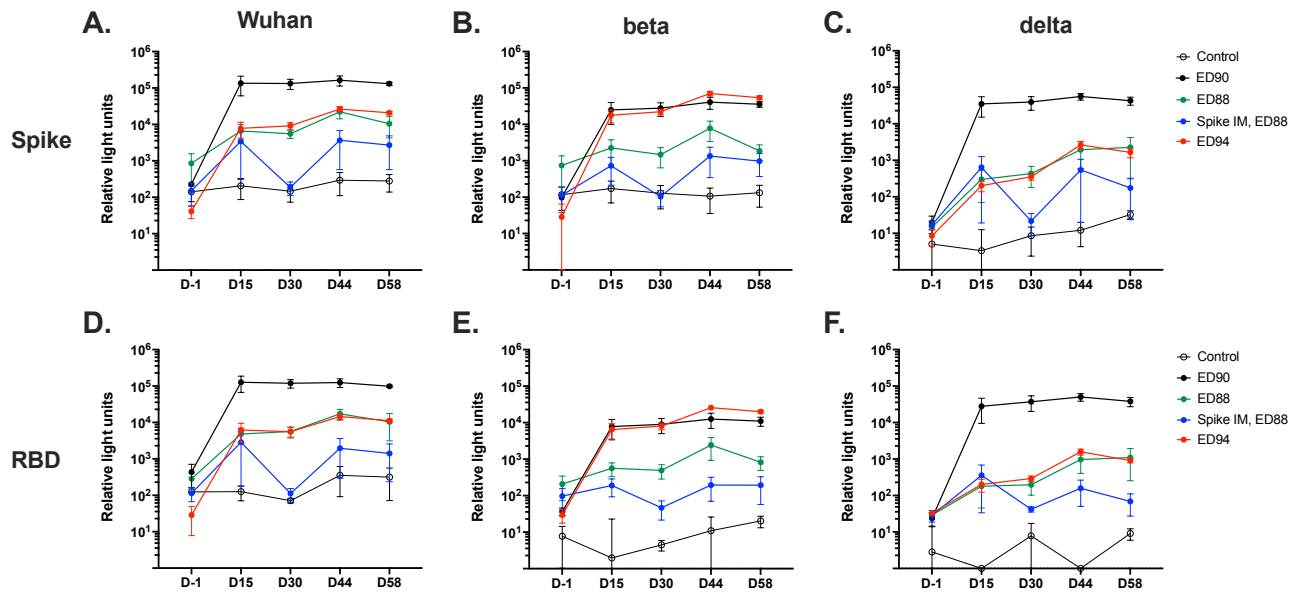 A. Wuhan
B. beta
C. delta
Spike
Relative light units
10⁶
10⁵
10⁴
10³
10²
10¹
D-1 D15 D30 D44 D58
Relative light units
10⁶
10⁵
10⁴
10³
10²
10¹
D-1 D15 D30 D44 D58
Relative light units
10⁶
10⁵
10⁴
10³
10²
10¹
D-1 D15 D30 D44 D58
Control
ED90
ED88
Spike IM, ED88
ED94
RBD
D.
Relative light units
10⁶
10⁵
10⁴
10³
10²
10¹
D-1 D15 D30 D44 D58
E.
Relative light units
10⁶
10⁵
10⁴
10³
10²
10¹
D-1 D15 D30 D44 D58
F.
Relative light units
10⁶
10⁵
10⁴
10³
10²
10¹
D-1 D15 D30 D44 D58
Control
ED90
ED88
Spike IM, ED88
ED94